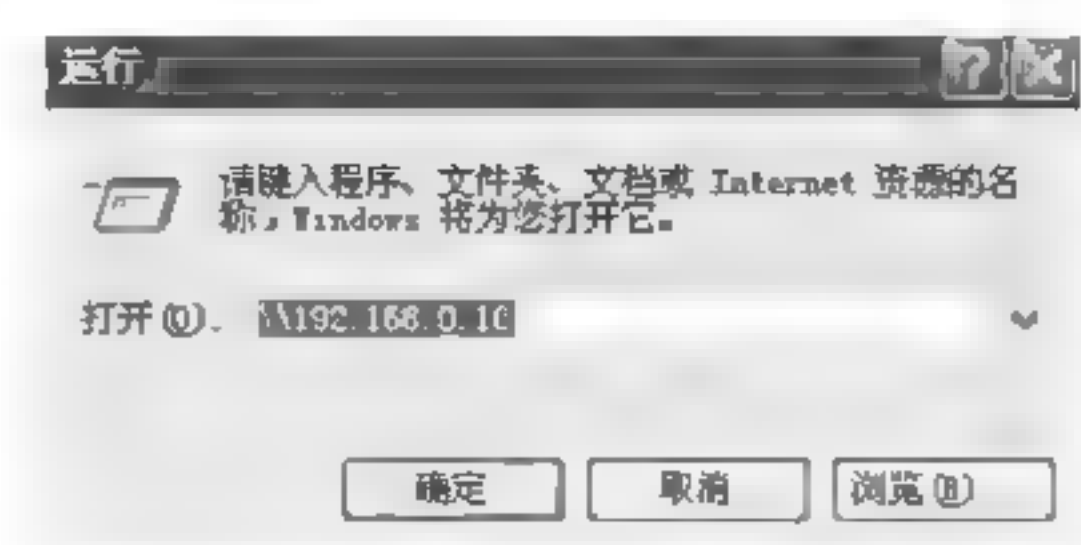 运行
请键入程序、文件夹、文档或 Internet 资源的名
称，Windows 将为您打开它。
打开(O): \\192.168.0.10
确定 取消 浏览(B)